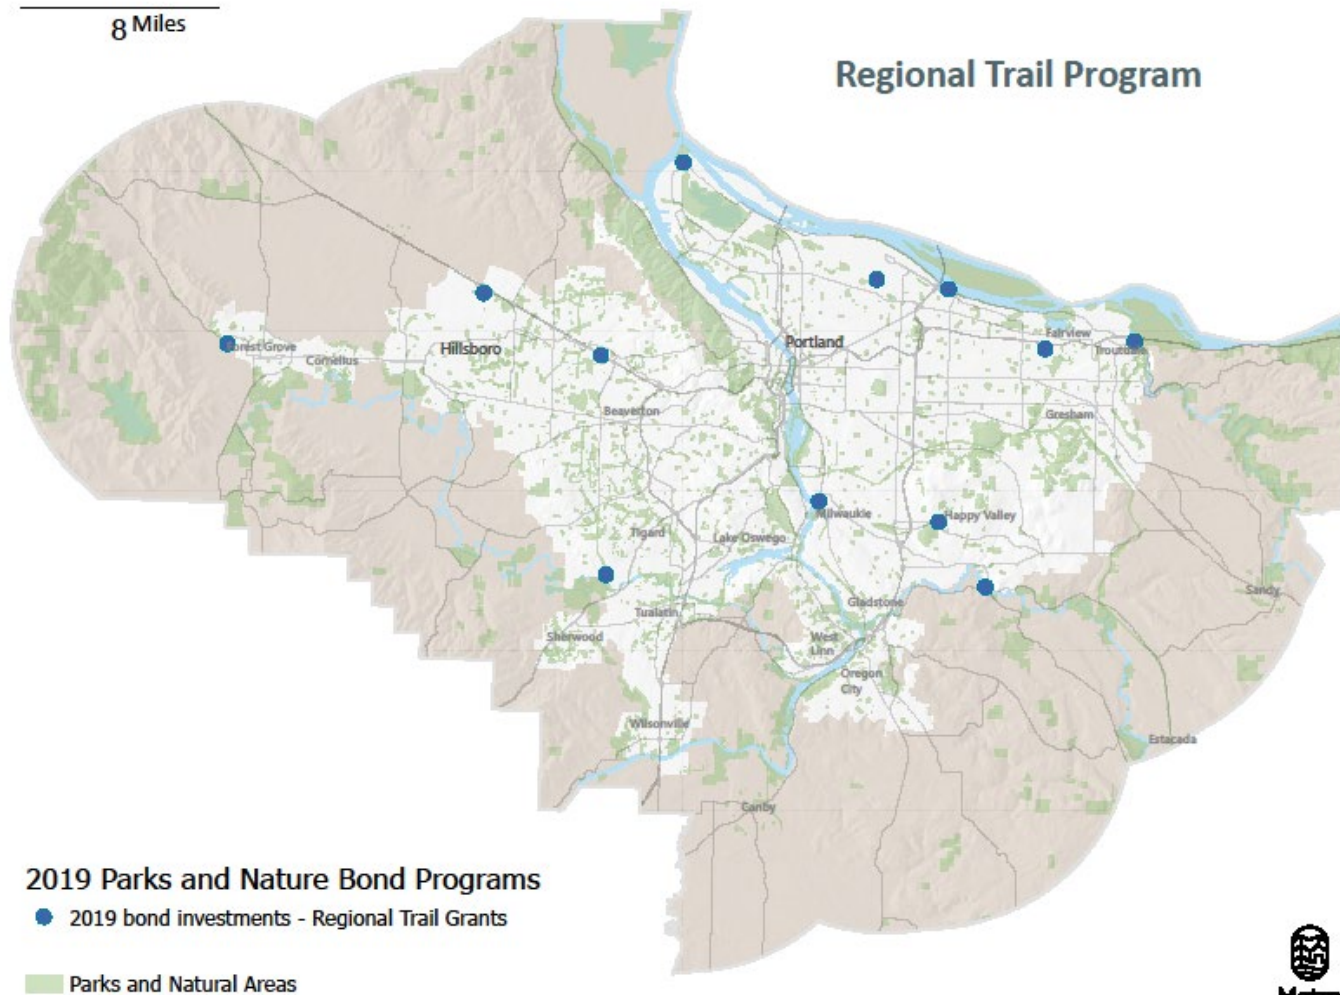 8 Miles
Regional Trail Program
Fairview
Portland
Troutdale
Forest Grove
Hillsboro
Cornelius
Beaverton
Gresham
Milwaukie
Happy Valley
Tigard
Lake Oswego
Sandy
Gladstone
Tualatin
Sherwood
West
Linn
Oregon
City
Wilsonville
Estacada
Canby
2019 Parks and Nature Bond Programs
2019 bond investments - Regional Trail Grants
Parks and Natural Areas